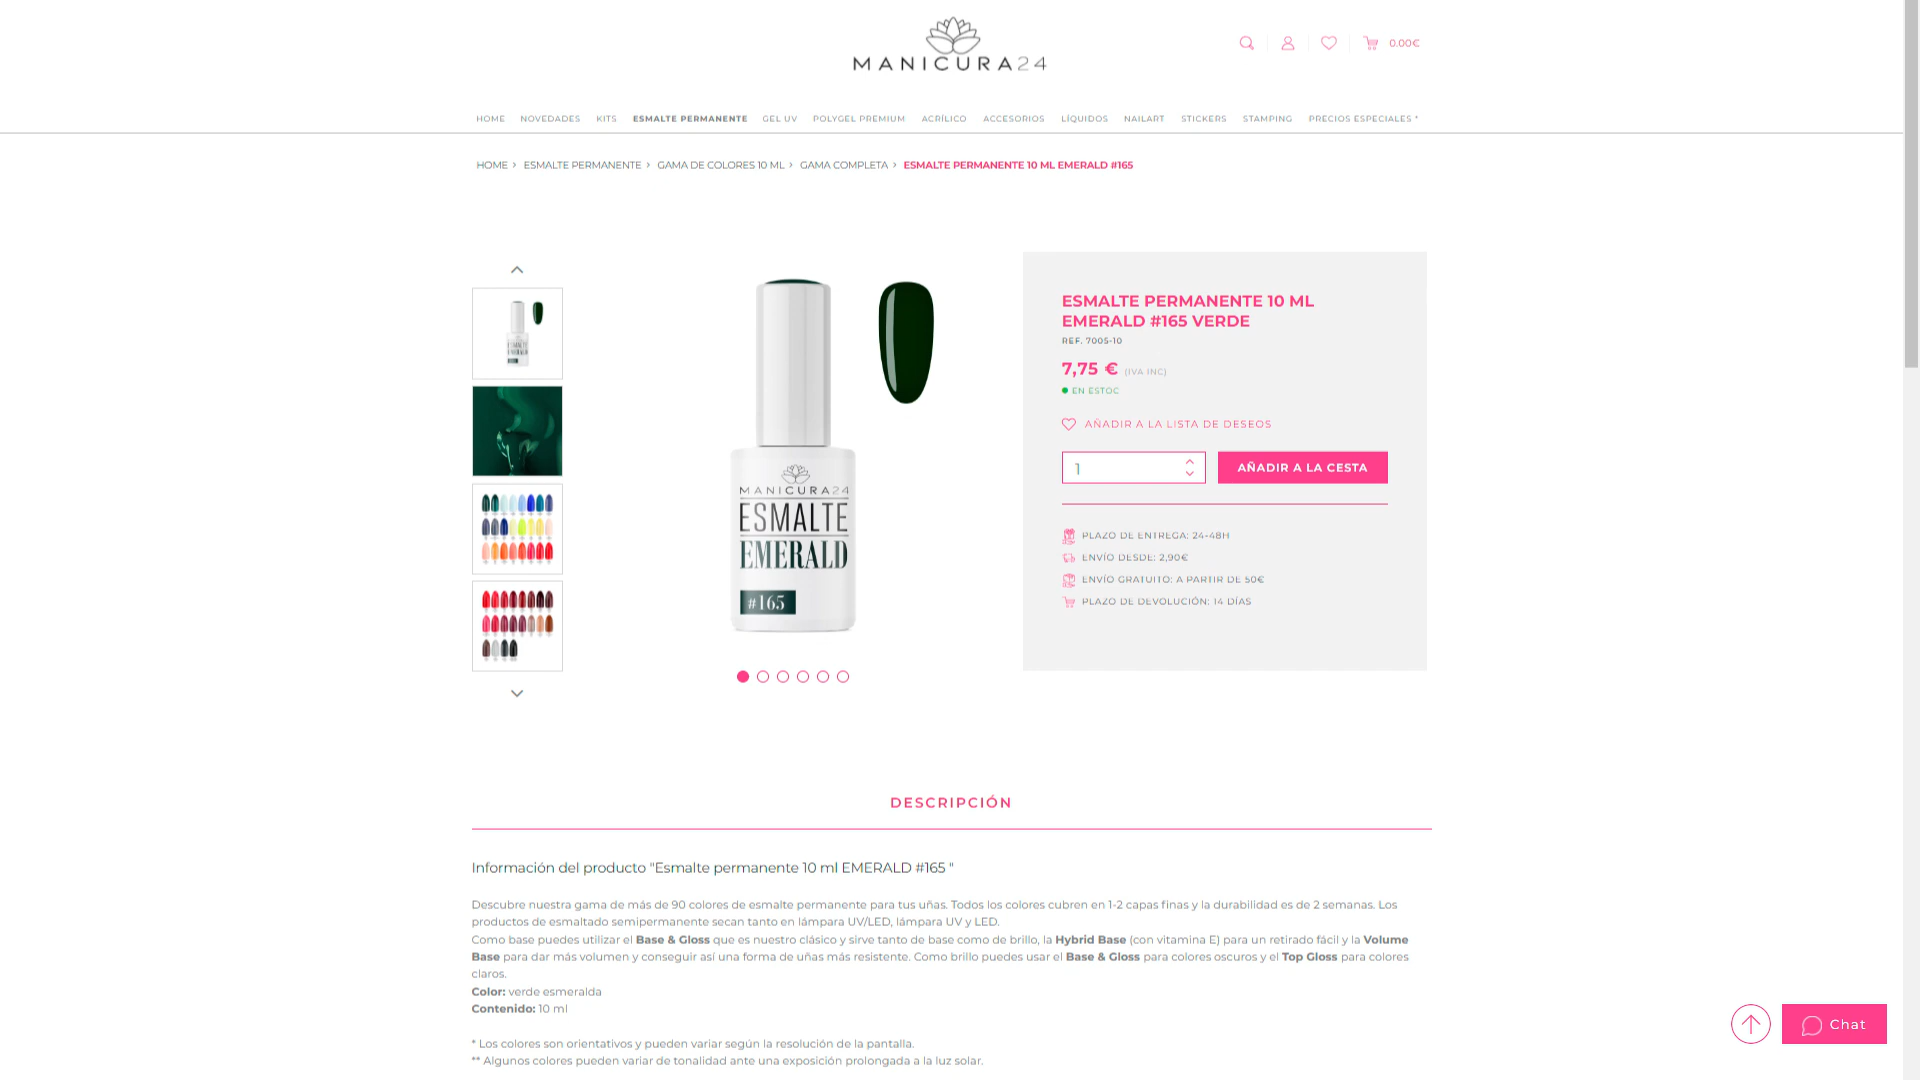 MANICURA24
0.00€
HOME NOVEDADES KITS ESMALTE PERMANENTE GEL UV POLYGEL PREMIUM ACRÍLICO ACCESORIOS LÍQUIDOS NAILART STICKERS STAMPING PRECIOS ESPECIALES *
HOME > ESMALTE PERMANENTE > GAMA DE COLORES 10 ML > GAMA COMPLETA > ESMALTE PERMANENTE 10 ML EMERALD #165
MANICURA24
ESMALTE
EMERALD
#165
ESMALTE PERMANENTE 10 ML
EMERALD #165 VERDE
REF. 7005-10
7,75 € (IVA INC)
EN ESTOC
AÑADIR A LA LISTA DE DESEOS
1
AÑADIR A LA CESTA
PLAZO DE ENTREGA: 24-48H
ENVÍO DESDE: 2,90€
ENVÍO GRATUITO: A PARTIR DE 50€
PLAZO DE DEVOLUCIÓN: 14 DÍAS
DESCRIPCIÓN
Información del producto "Esmalte permanente 10 ml EMERALD #165 "
Descubre nuestra gama de más de 90 colores de esmalte permanente para tus uñas. Todos los colores cubren en 1-2 capas finas y la durabilidad es de 2 semanas. Los
productos de esmaltado semipermanente secan tanto en lámpara UV/LED, lámpara UV y LED.
Como base puedes utilizar el Base & Gloss que es nuestro clásico y sirve tanto de base como de brillo, la Hybrid Base (con vitamina E) para un retirado fácil y la Volume
Base para dar más volumen y conseguir así una forma de uñas más resistente. Como brillo puedes usar el Base & Gloss para colores oscuros y el Top Gloss para colores
claros.
Color: verde esmeralda
Contenido: 10 ml
* Los colores son orientativos y pueden variar según la resolución de la pantalla.
** Algunos colores pueden variar de tonalidad ante una exposición prolongada a la luz solar.
Chat